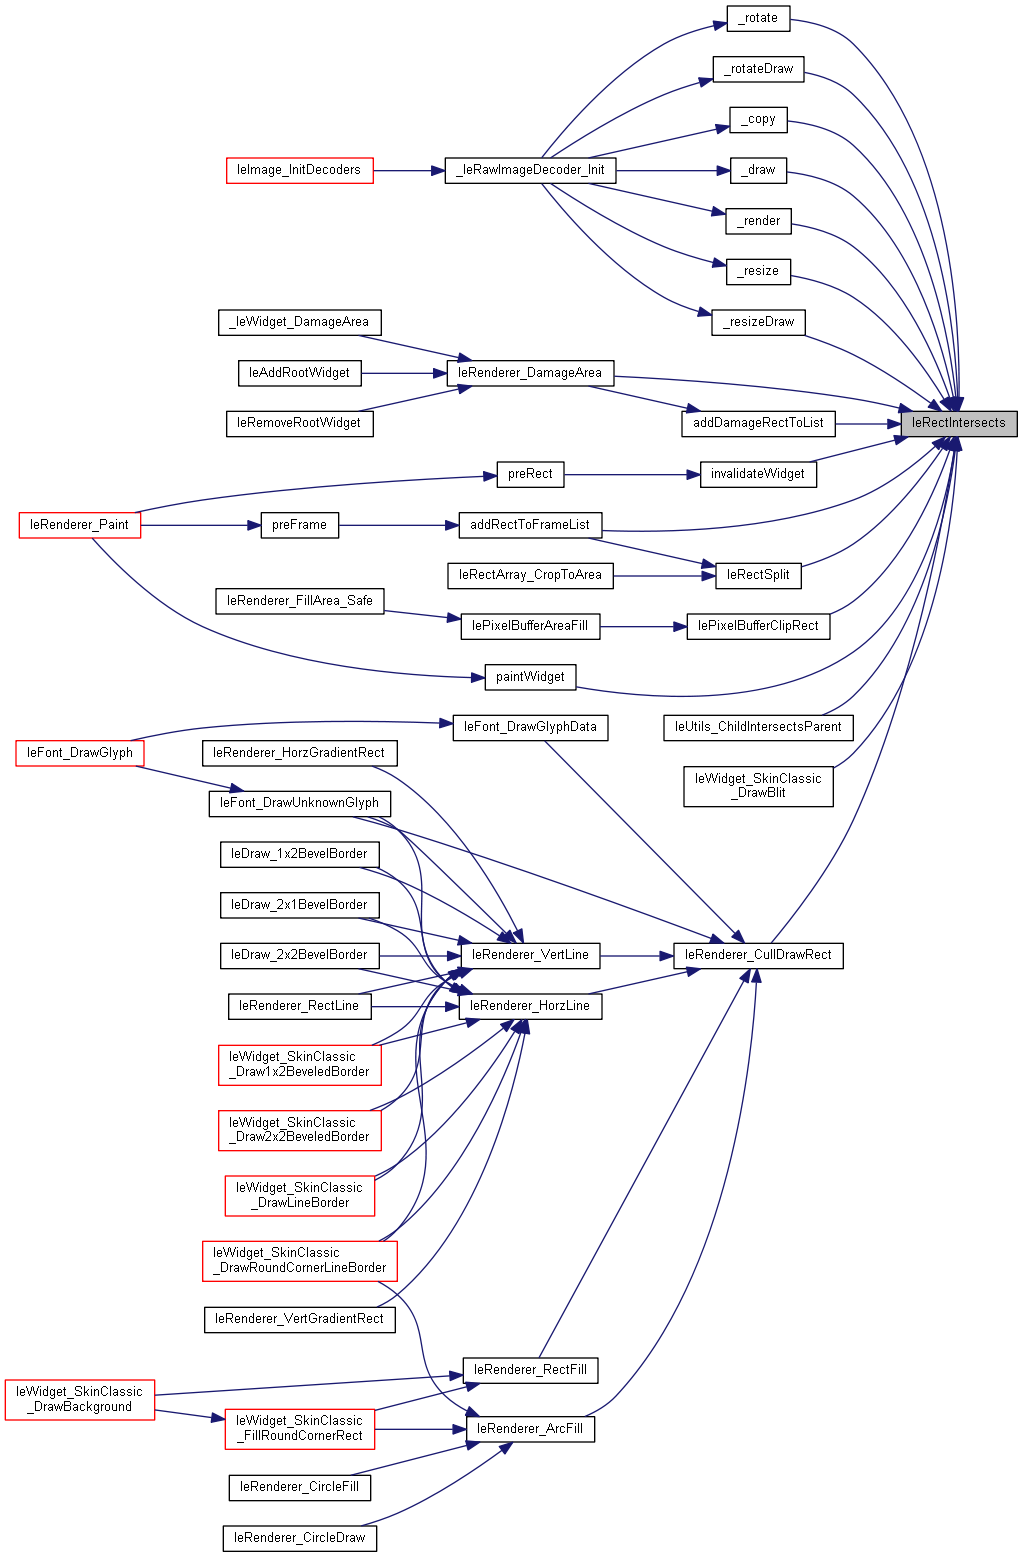 _rotate
_rotateDraw
_copy
leImage_InitDecoders
_leRawImageDecoder_Init
_draw
_render
_resize
_leWidget_DamageArea
_resizeDraw
leAddRootWidget
leRenderer_DamageArea
leRemoveRootWidget
addDamageRectToList
leRectIntersects
preRect
invalidateWidget
leRenderer_Paint
preFrame
addRectToFrameList
leRectArray_CropToArea
leRectSplit
leRenderer_FillArea_Safe
lePixelBufferAreaFill
lePixelBufferClipRect
paintWidget
leFont_DrawGlyphData
leUtils_ChildIntersectsParent
leFont_DrawGlyph
leRenderer_HorzGradientRect
leWidget_SkinClassic
_DrawBlit
leFont_DrawUnknownGlyph
leDraw_1x2BevelBorder
leDraw_2x1BevelBorder
leDraw_2x2BevelBorder
leRenderer_VertLine
leRenderer_CullDrawRect
leRenderer_RectLine
leRenderer_HorzLine
leWidget_SkinClassic
_Draw1x2BeveledBorder
leWidget_SkinClassic
_Draw2x2BeveledBorder
leWidget_SkinClassic
_DrawLineBorder
leWidget_SkinClassic
_DrawRoundCornerLineBorder
leRenderer_VertGradientRect
leRenderer_RectFill
leWidget_SkinClassic
_DrawBackground
leWidget_SkinClassic
_FillRoundCornerRect
leRenderer_ArcFill
leRenderer_CircleFill
leRenderer_CircleDraw